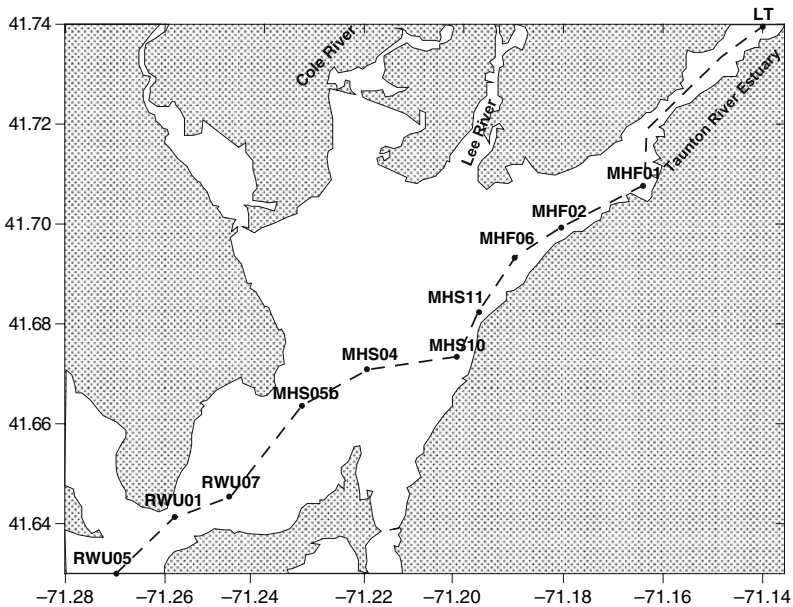 LT
41.74
Cole River
Taunton River Estuary
Lee River
41.72
MHF01
MHF02
41.70
MHF06
MHS11
41.68
MHS10
MHS04
MHS05b
41.66
RWU07
RWU01
41.64
RWU05
−71.28 −71.26 −71.24 −71.22 −71.20 −71.18 −71.16 −71.14